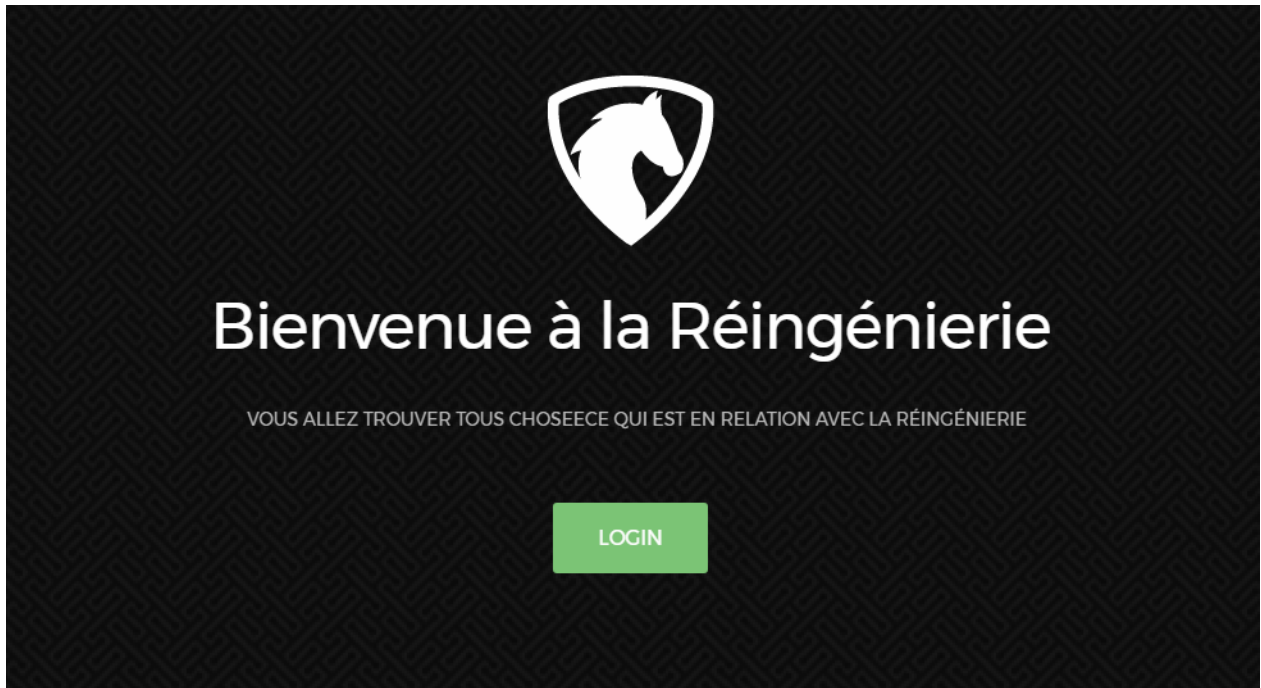 Bienvenue à la Réingénierie
VOUS ALLEZ TROUVER TOUS CHOSEECE QUI EST EN RELATION AVEC LA RÉINGÉNIERIE
LOGIN